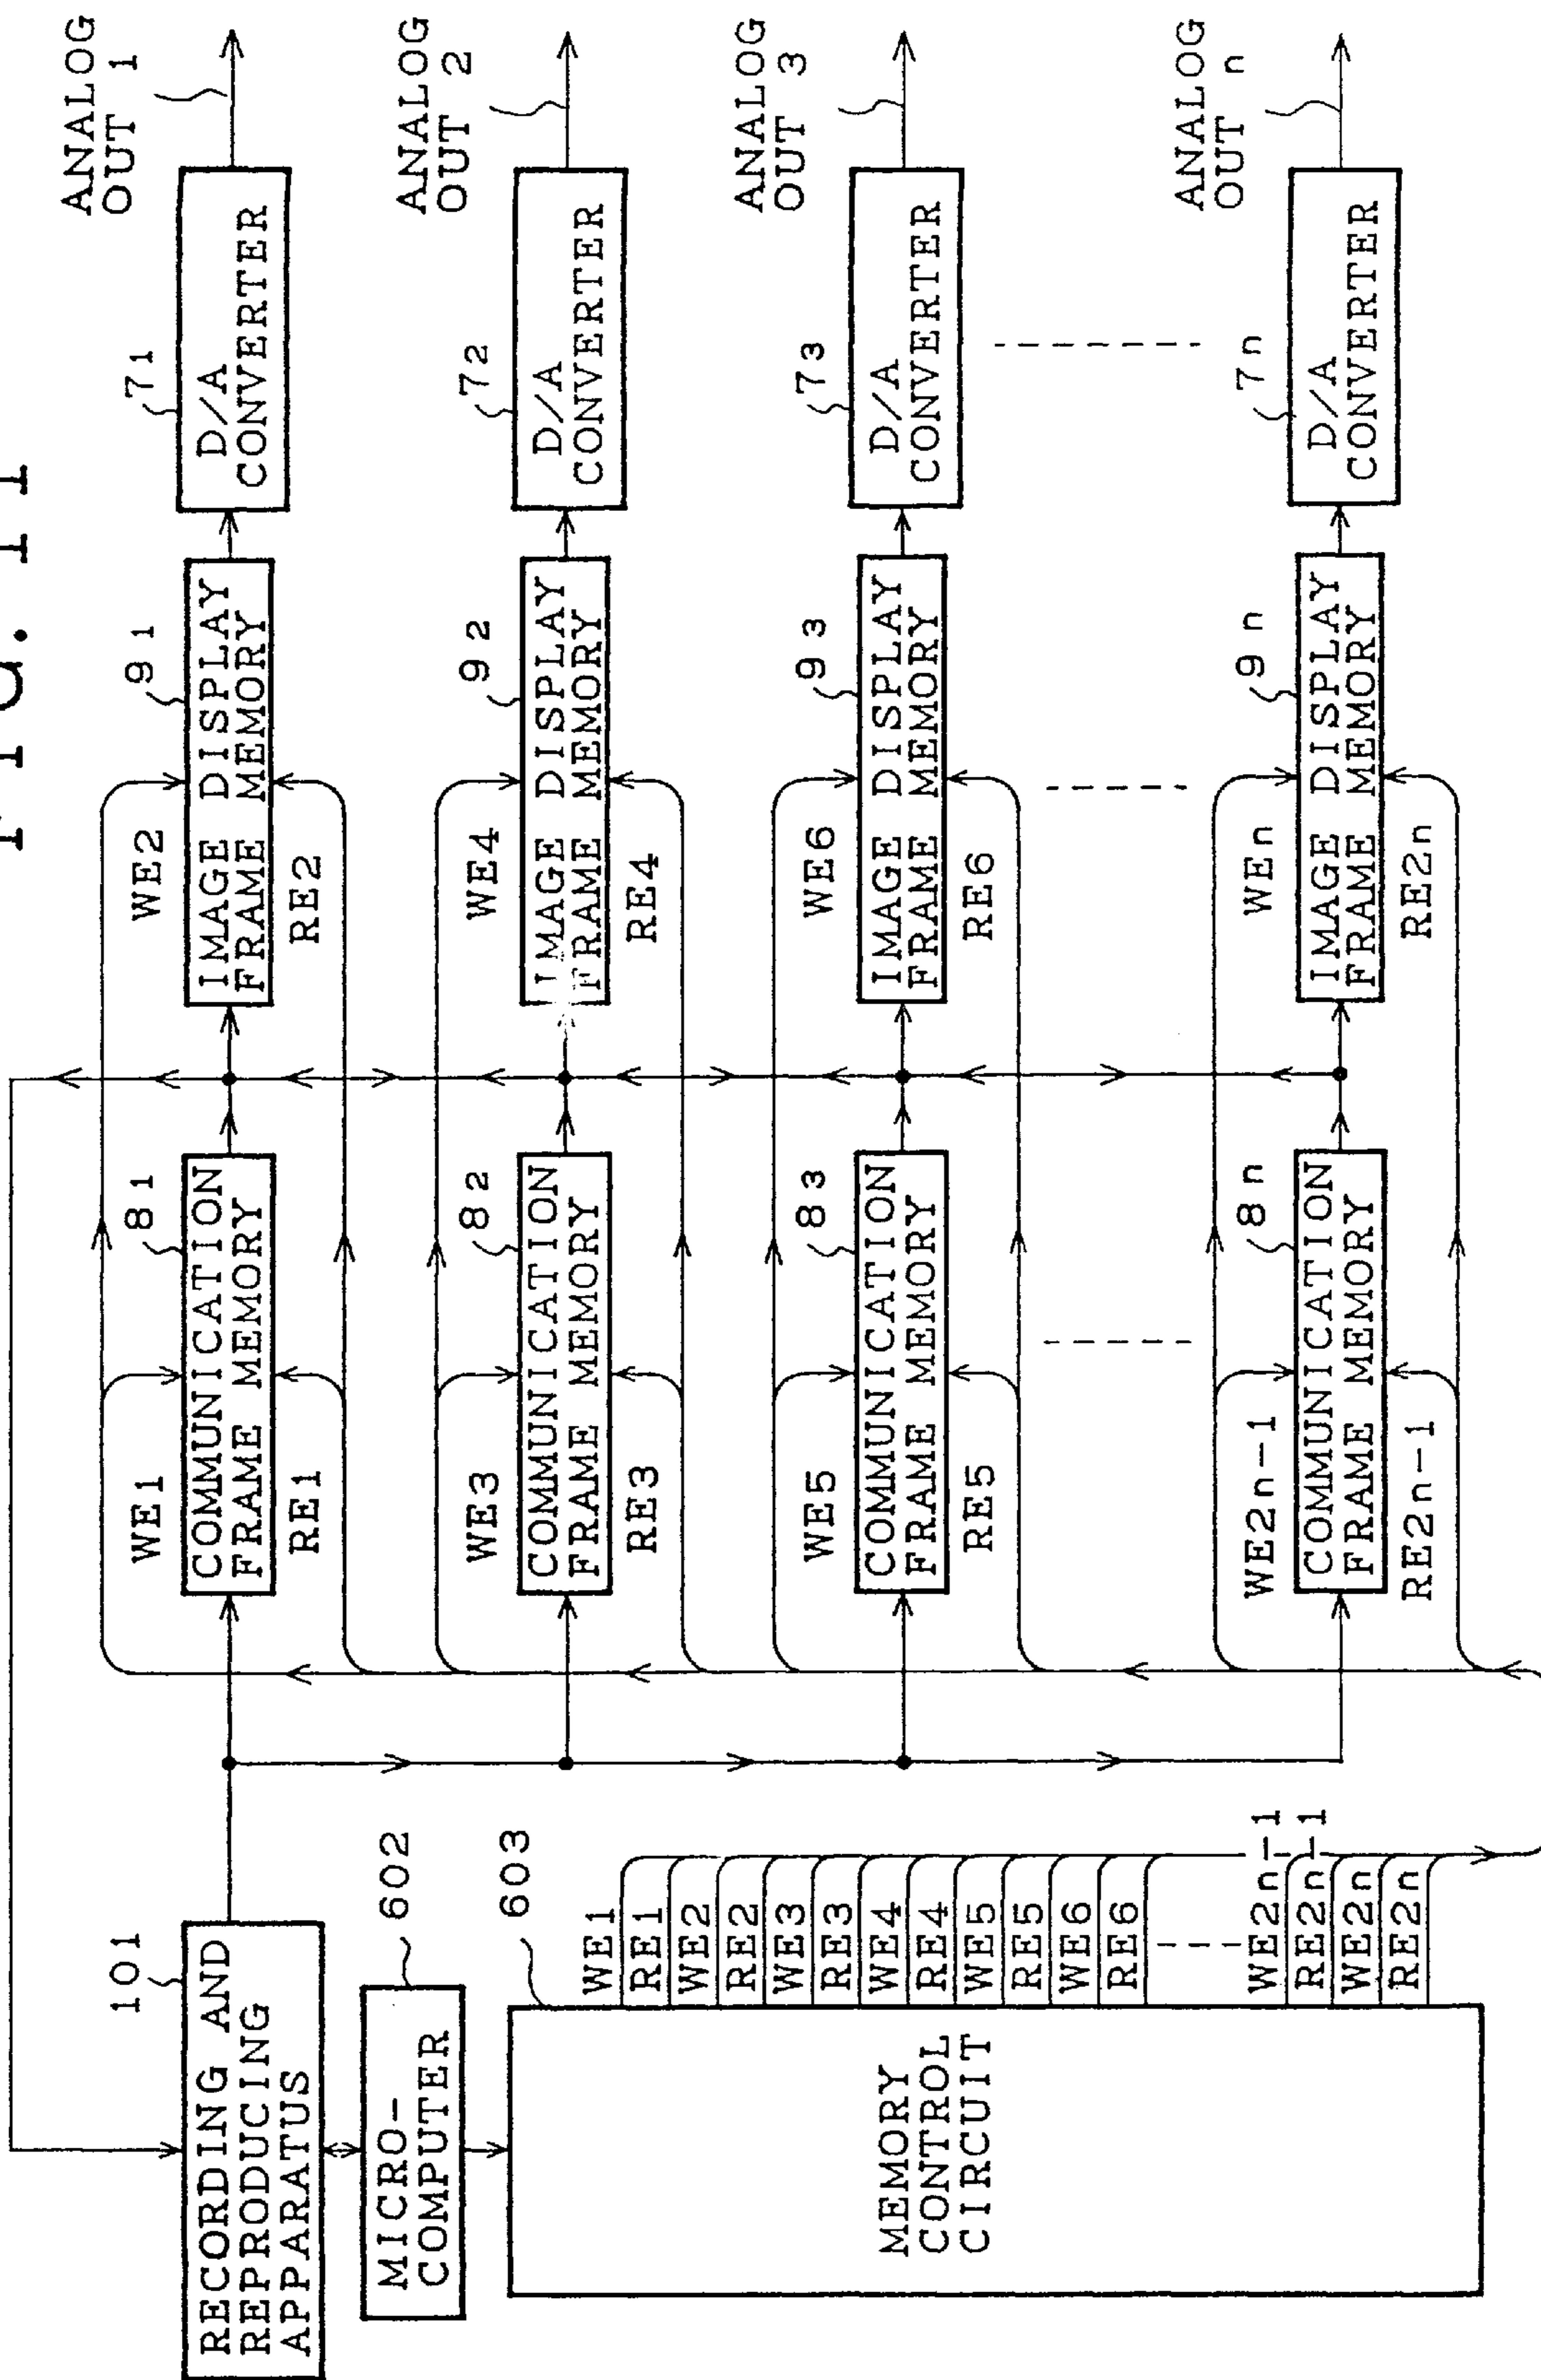 FIG. 11
101
RECORDING AND
REPRODUCING
APPARATUS
602
MICRO-
COMPUTER
603
MEMORY
CONTROL
CIRCUIT
WE1
RE1
WE2
RE2
WE3
RE3
WE4
RE4
WE5
RE5
WE6
RE6
WE2n-1
RE2n-1
WE2n
RE2n
WE1
81
COMMUNICATION
FRAME MEMORY
RE1
WE2
91
IMAGE DISPLAY
FRAME MEMORY
RE2
71
D/A
CONVERTER
ANALOG
OUT 1
WE3
82
COMMUNICATION
FRAME MEMORY
RE3
WE4
92
IMAGE DISPLAY
FRAME MEMORY
RE4
72
D/A
CONVERTER
ANALOG
OUT 2
WE5
83
COMMUNICATION
FRAME MEMORY
RE5
WE6
93
IMAGE DISPLAY
FRAME MEMORY
RE6
73
D/A
CONVERTER
ANALOG
OUT 3
WE2n-1
8n
COMMUNICATION
FRAME MEMORY
RE2n-1
WEn
9n
IMAGE DISPLAY
FRAME MEMORY
RE2n
7n
D/A
CONVERTER
ANALOG
OUT n